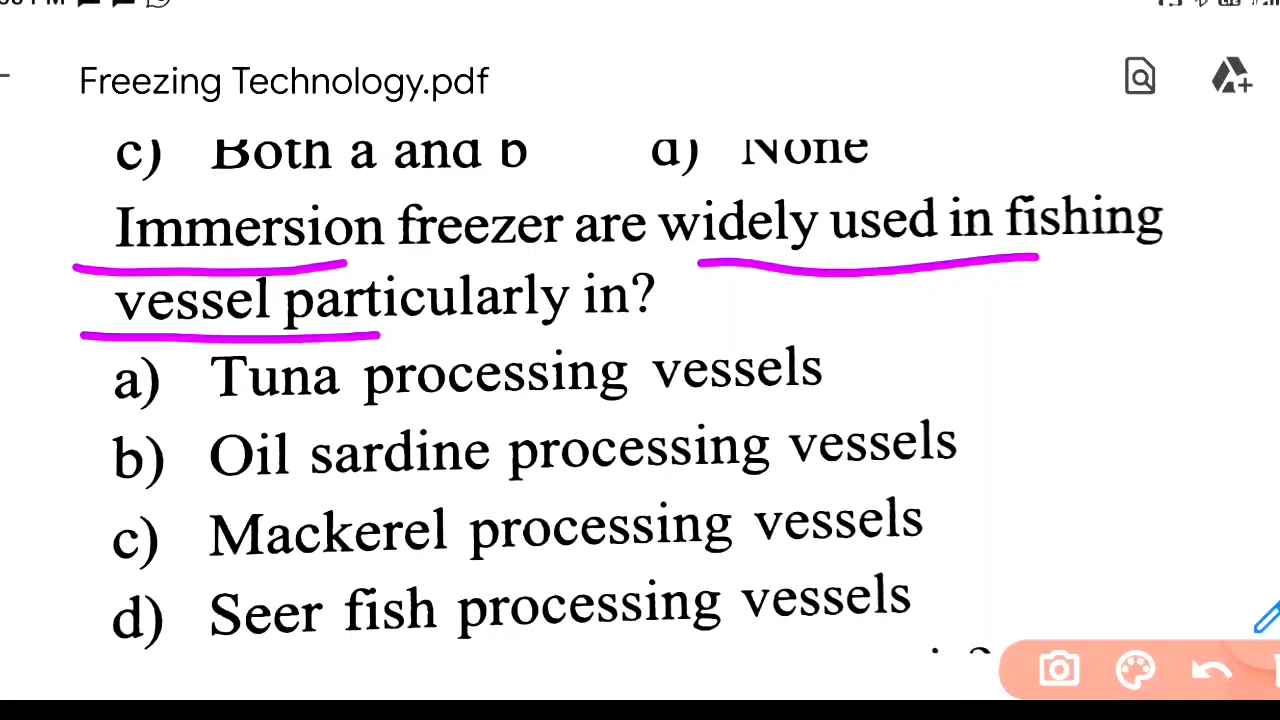 Freezing Technology.pdf
c) Both a and b d) None
Immersion freezer are widely used in fishing
vessel particularly in?
a) Tuna processing vessels
b) Oil sardine processing vessels
c) Mackerel processing vessels
d) Seer fish processing vessels